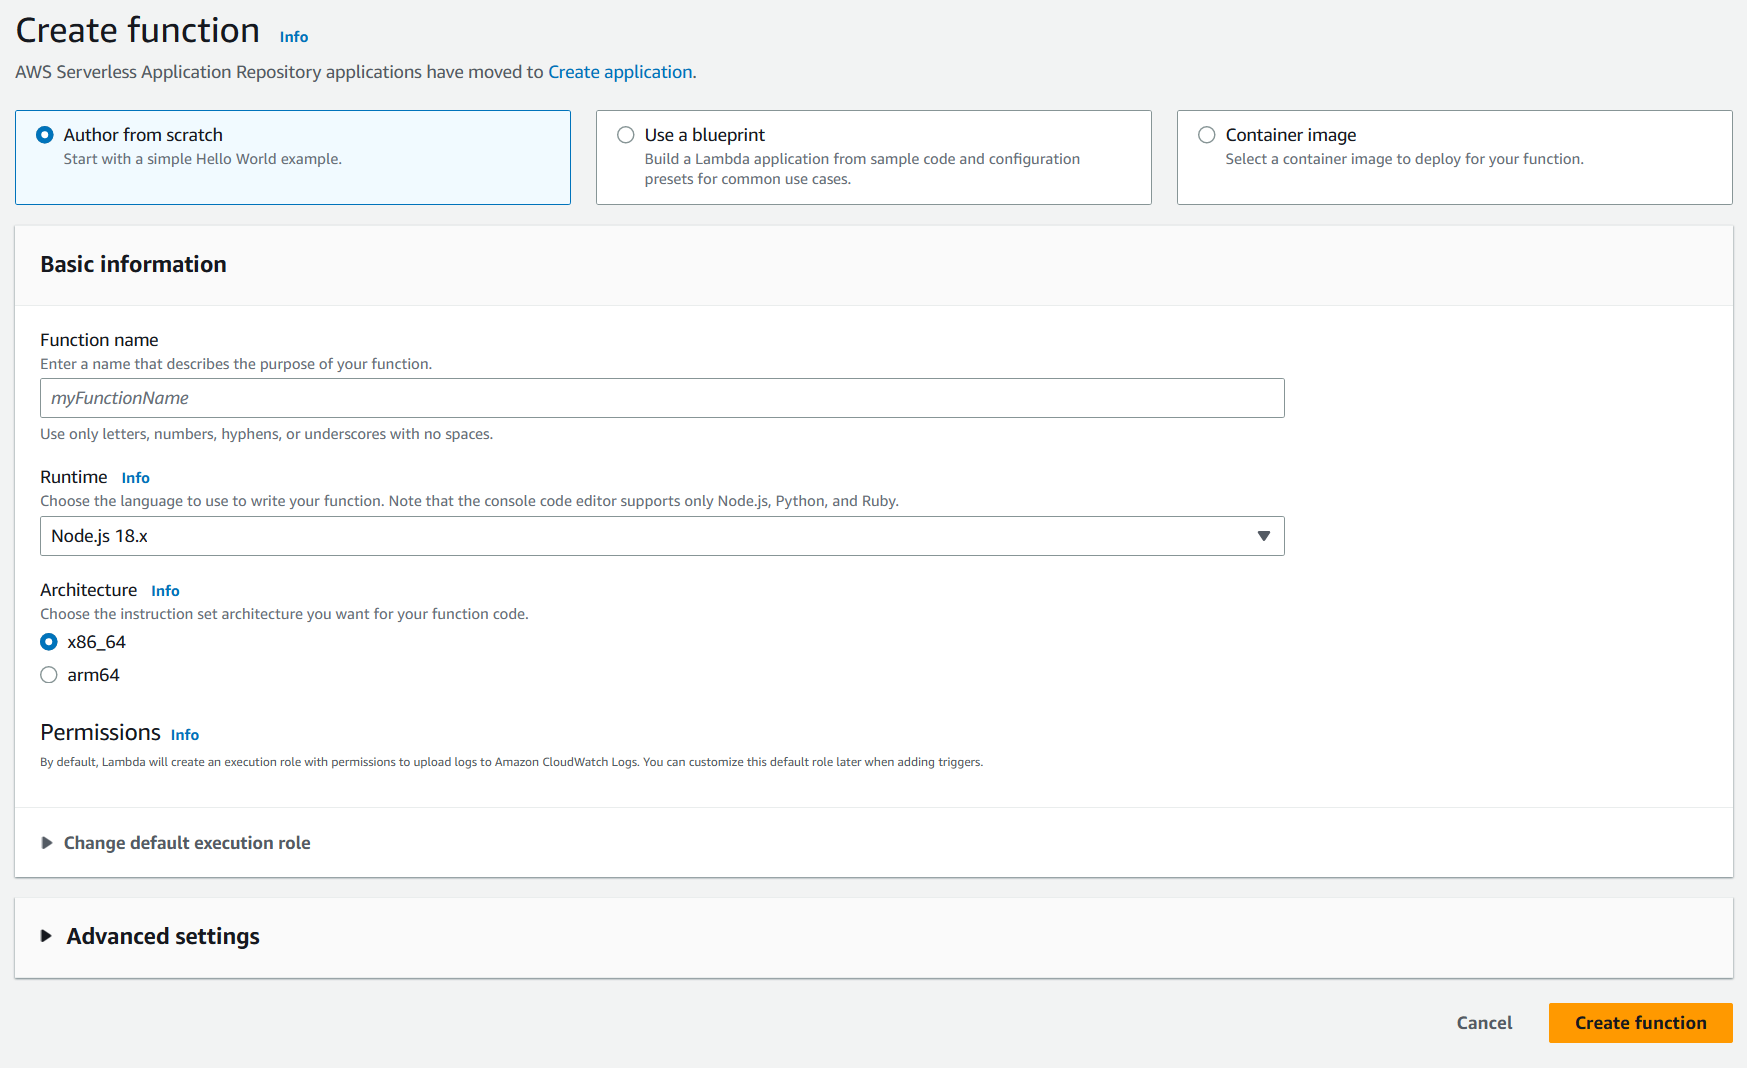 Create function Info
AWS Serverless Application Repository applications have moved to Create application.
Author from scratch
Start with a simple Hello World example.
Use a blueprint
Build a Lambda application from sample code and configuration
presets for common use cases.
Container image
Select a container image to deploy for your function.
Basic information
Function name
Enter a name that describes the purpose of your function.
myFunctionName
Use only letters, numbers, hyphens, or underscores with no spaces.
Runtime Info
Choose the language to use to write your function. Note that the console code editor supports only Node.js, Python, and Ruby.
Node.js 18.x
Architecture Info
Choose the instruction set architecture you want for your function code.
x86_64
arm64
Permissions Info
By default, Lambda will create an execution role with permissions to upload logs to Amazon CloudWatch Logs. You can customize this default role later when adding triggers.
Change default execution role
Advanced settings
Cancel
Create function